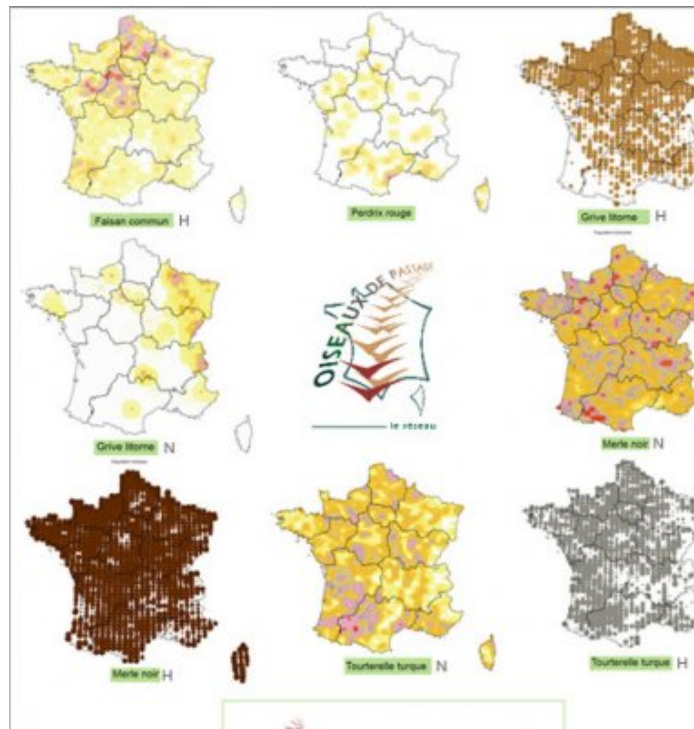 Faisan commun H
Perdrix rouge
Grive litorne H
Grive litorne N
OISEAUX DE PASSAGE
le réseau
Merle noir N
Merle noir H
Tourterelle turque N
Tourterelle turque H